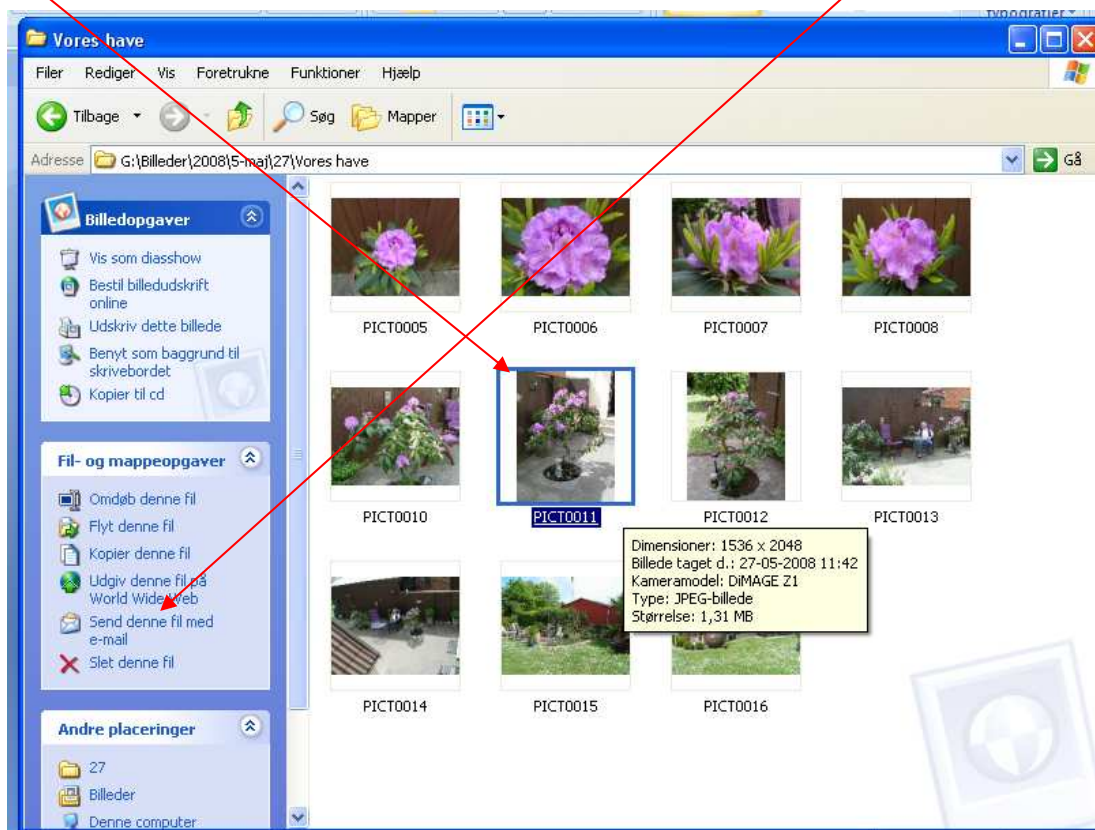 typografier
Vores have
Filer Rediger Vis Foretrukne Funktioner Hjælp
Tilbage Søg Mapper
Adresse G:\Billeder\2008\5-maj\27\Vores have Gå
Billedopgaver
Vis som diasshow
Bestil billedudskrift
online
Udskriv dette billede
Benyt som baggrund til
skrivebordet
Kopier til cd
Fil- og mappeopgaver
Omdøb denne fil
Flyt denne fil
Kopier denne fil
Udgiv denne fil på
World Wide Web
Send denne fil med
e-mail
Slet denne fil
Andre placeringer
27
Billeder
Denne computer
PICT0005 PICT0006 PICT0007 PICT0008
PICT0010 PICT0011 PICT0012 PICT0013
Dimensioner: 1536 x 2048
Billede taget d.: 27-05-2008 11:42
Kameramodel: DiMAGE Z1
Type: JPEG-billede
Størrelse: 1,31 MB
PICT0014 PICT0015 PICT0016